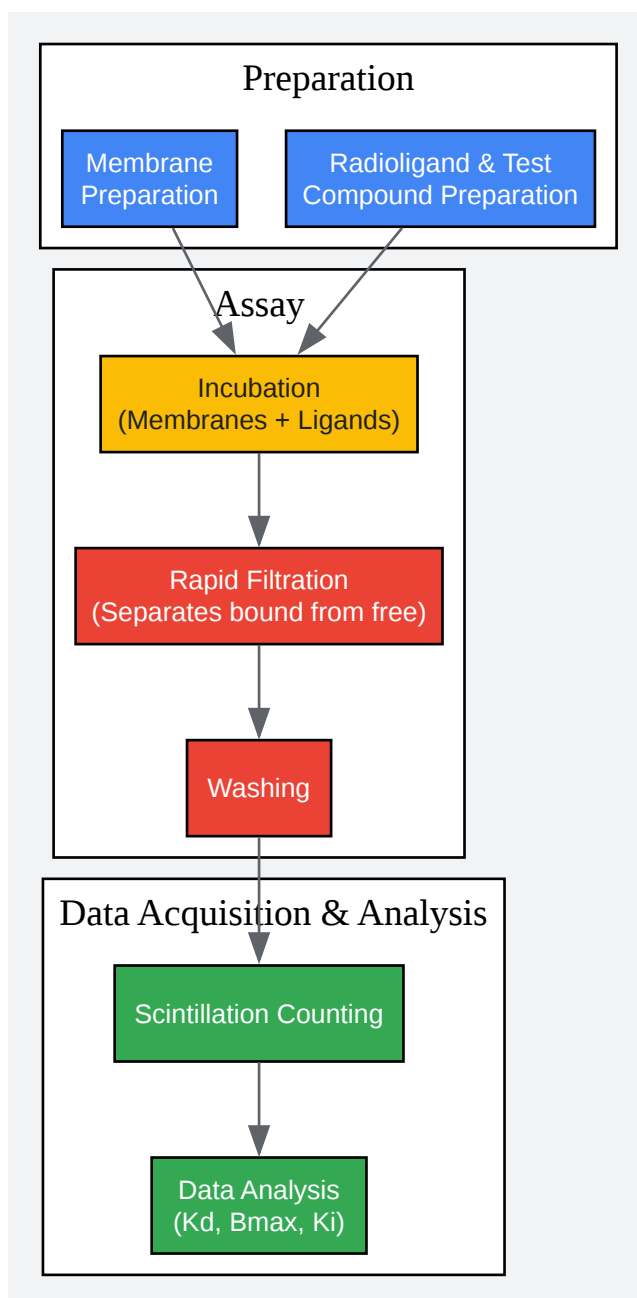 Preparation
Membrane
Preparation
Radioligand & Test
Compound Preparation
Assay
Incubation
(Membranes + Ligands)
Rapid Filtration
(Separates bound from free)
Washing
Data Acquisition & Analysis
Scintillation Counting
Data Analysis
(Kd, Bmax, Ki)